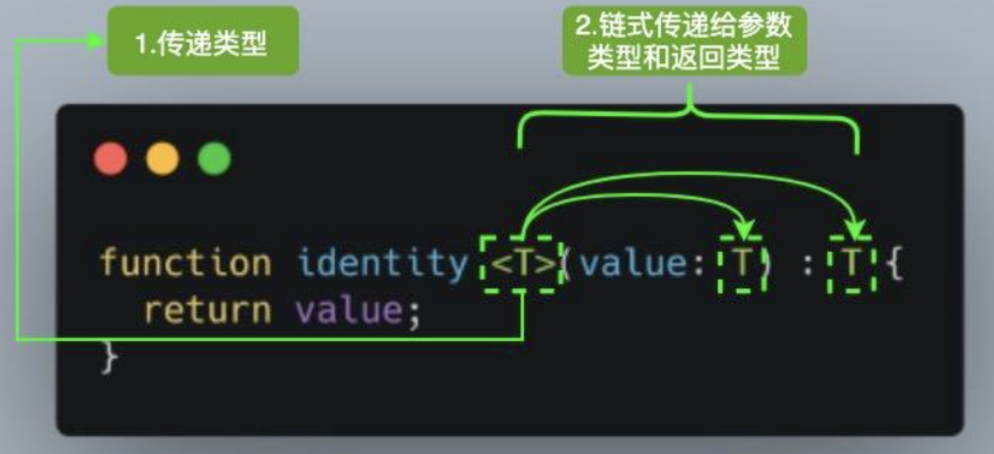 1.传递类型
2.链式传递给参数
类型和返回类型
function identity <T>(value: T) : T {
return value;
}